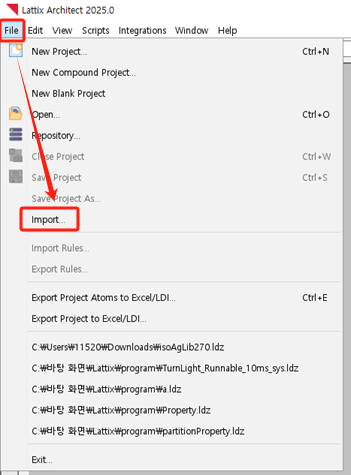 Lattix Architect 2025.0
File Edit View Scripts Integrations Window Help
New Project... Ctrl+N
New Compound Project...
New Blank Project
Open... Ctrl+O
Repository...
Close Project Ctrl+W
Save Project Ctrl+S
Save Project As...
Import...
Import Rules...
Export Rules...
Export Project Atoms to Excel/LDI... Ctrl+E
Export Project to Excel/LDI...
C:₩Users₩11520₩Downloads₩isoAgLib270.ldz
C:₩바탕 화면₩Lattix₩program₩TurnLight_Runnable_10ms_sys.ldz
C:₩바탕 화면₩Lattix₩program₩a.ldz
C:₩바탕 화면₩Lattix₩program₩Property.ldz
C:₩바탕 화면₩Lattix₩program₩partitionProperty.ldz
Exit...